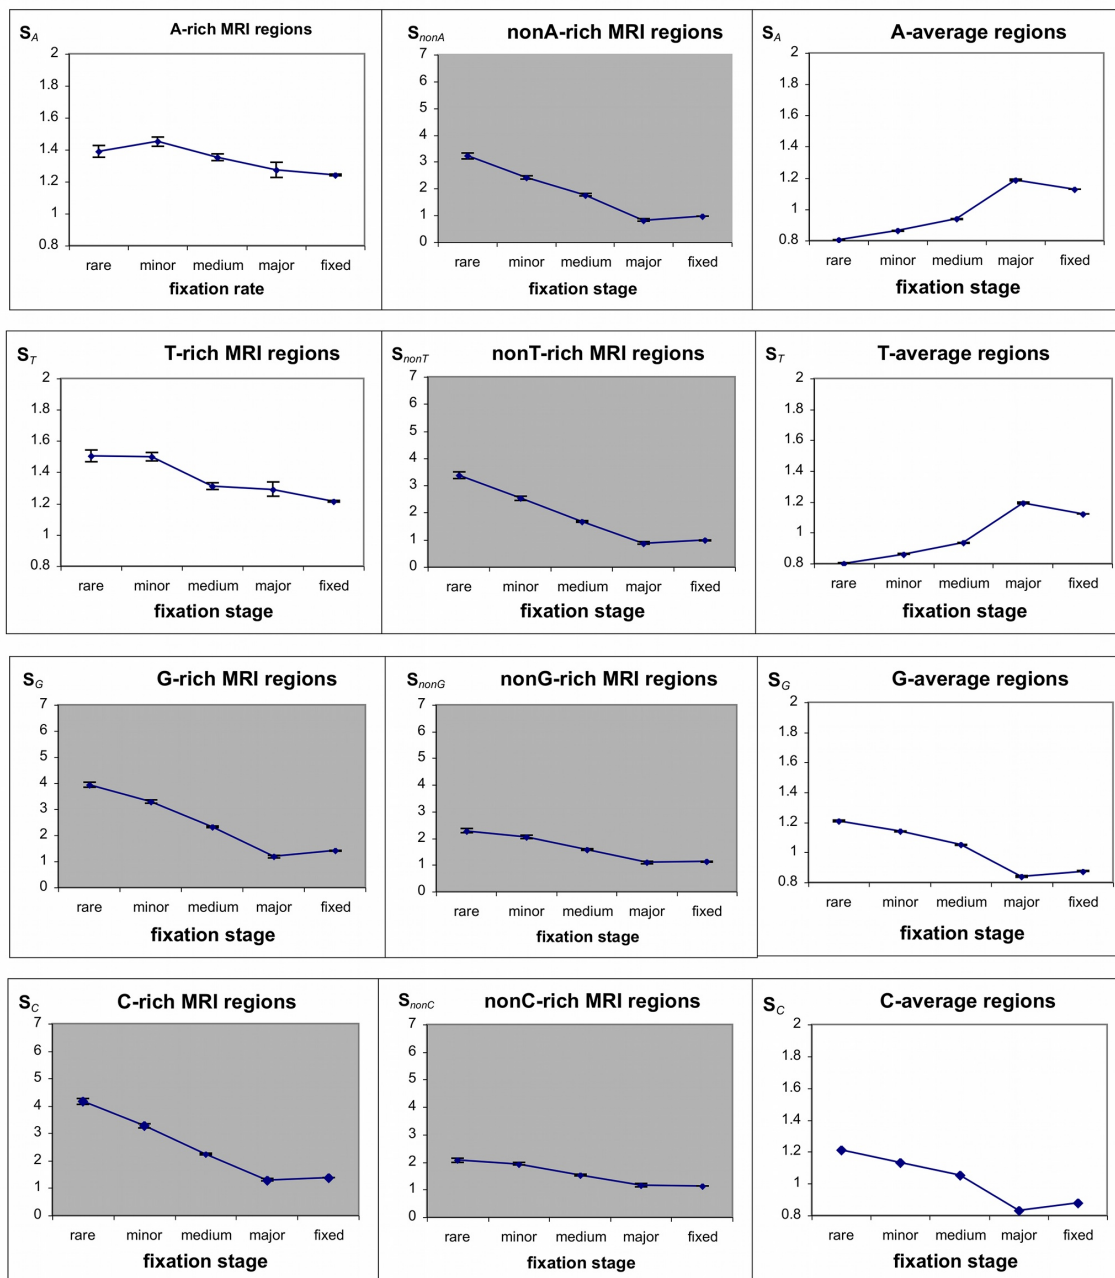 S_A A-rich MRI regions
2
1.8
1.6
1.4
1.2
1
0.8
rare minor medium major fixed
fixation rate
S_nonA nonA-rich MRI regions
7
6
5
4
3
2
1
0
rare minor medium major fixed
fixation stage
S_A A-average regions
2
1.8
1.6
1.4
1.2
1
0.8
rare minor medium major fixed
fixation stage
S_T T-rich MRI regions
2
1.8
1.6
1.4
1.2
1
0.8
rare minor medium major fixed
fixation stage
S_nonT nonT-rich MRI regions
7
6
5
4
3
2
1
0
rare minor medium major fixed
fixation stage
S_T T-average regions
2
1.8
1.6
1.4
1.2
1
0.8
rare minor medium major fixed
fixation stage
S_G G-rich MRI regions
7
6
5
4
3
2
1
0
rare minor medium major fixed
fixation stage
S_nonG nonG-rich MRI regions
7
6
5
4
3
2
1
0
rare minor medium major fixed
fixation stage
S_G G-average regions
2
1.8
1.6
1.4
1.2
1
0.8
rare minor medium major fixed
fixation stage
S_C C-rich MRI regions
7
6
5
4
3
2
1
0
rare minor medium major fixed
fixation stage
S_nonC nonC-rich MRI regions
7
6
5
4
3
2
1
0
rare minor medium major fixed
fixation stage
S_C C-average regions
2
1.8
1.6
1.4
1.2
1
0.8
rare minor medium major fixed
fixation stage